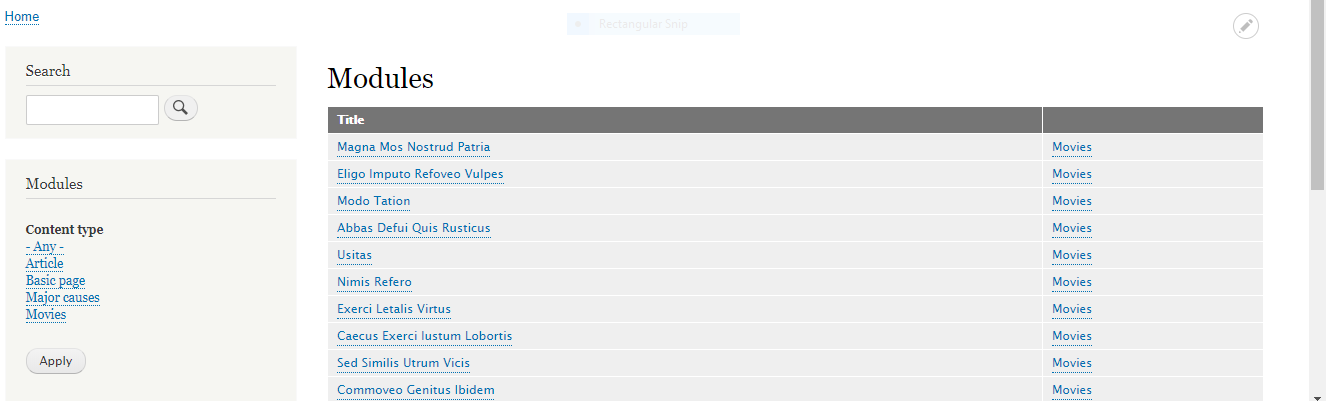 Home
Rectangular Snip
Search
Modules
Content type
- Any -
Article
Basic page
Major causes
Movies
Apply
Modules
Title
Magna Mos Nostrud Patria Movies
Eligo Imputo Refoveo Vulpes Movies
Modo Tation Movies
Abbas Defui Quis Rusticus Movies
Usitas Movies
Nimis Refero Movies
Exerci Letalis Virtus Movies
Caecus Exerci Iustum Lobortis Movies
Sed Similis Utrum Vicis Movies
Commoveo Genitus Ibidem Movies